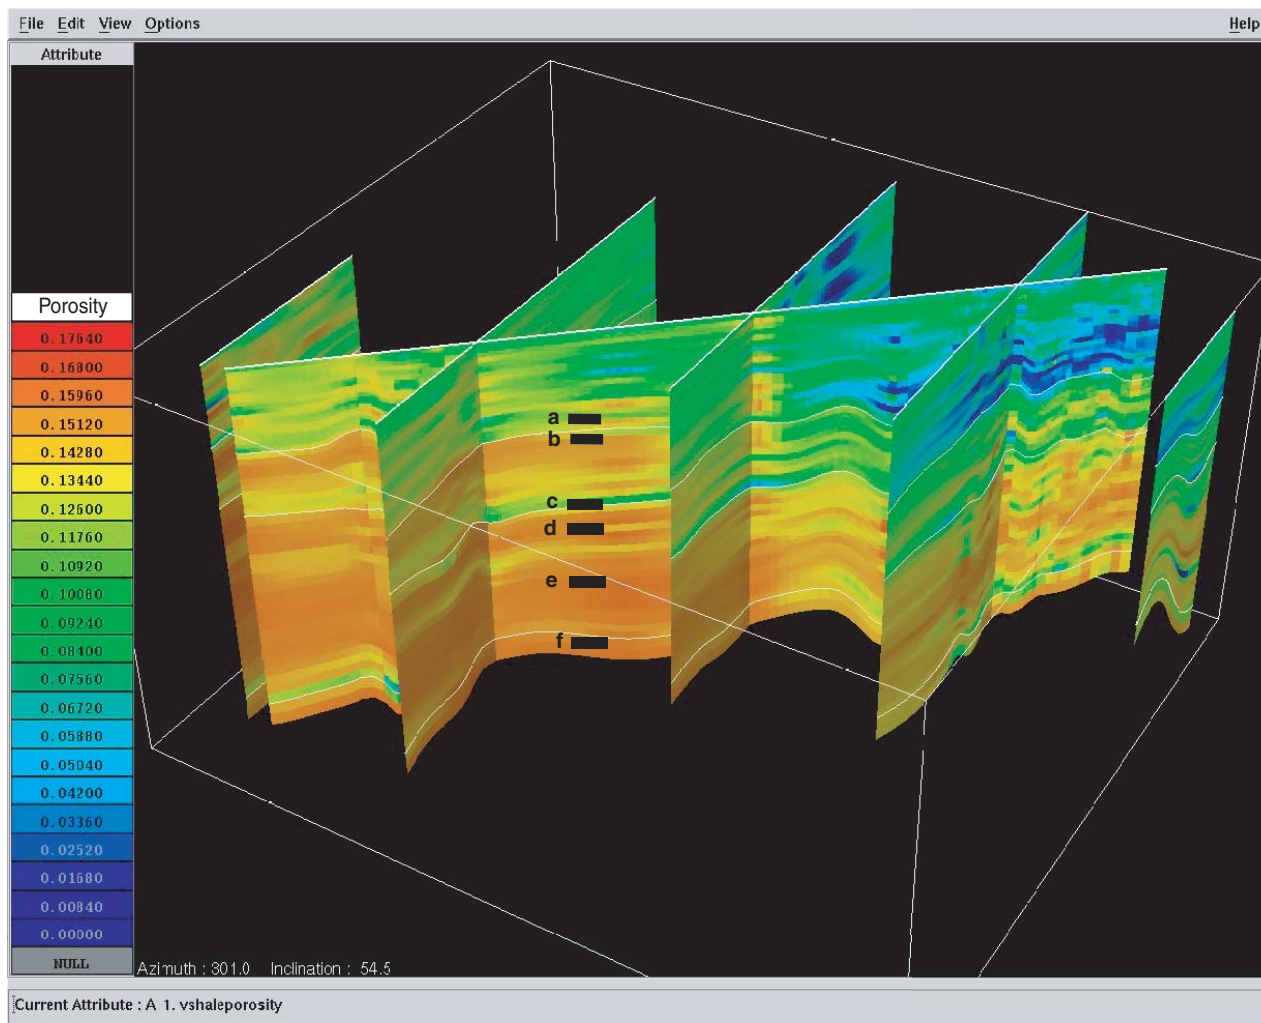 File Edit View Options Help
Attribute
Porosity
0.17640
0.16800
0.15960
0.15120
0.14280
0.13440
0.12600
0.11760
0.10920
0.10080
0.09240
0.08400
0.07560
0.06720
0.05880
0.05040
0.04200
0.03360
0.02520
0.01680
0.00840
0.00000
NULL
a
b
c
d
e
f
Azimuth : 301.0 Inclination : 54.5
Current Attribute : A 1. vshaleporosity